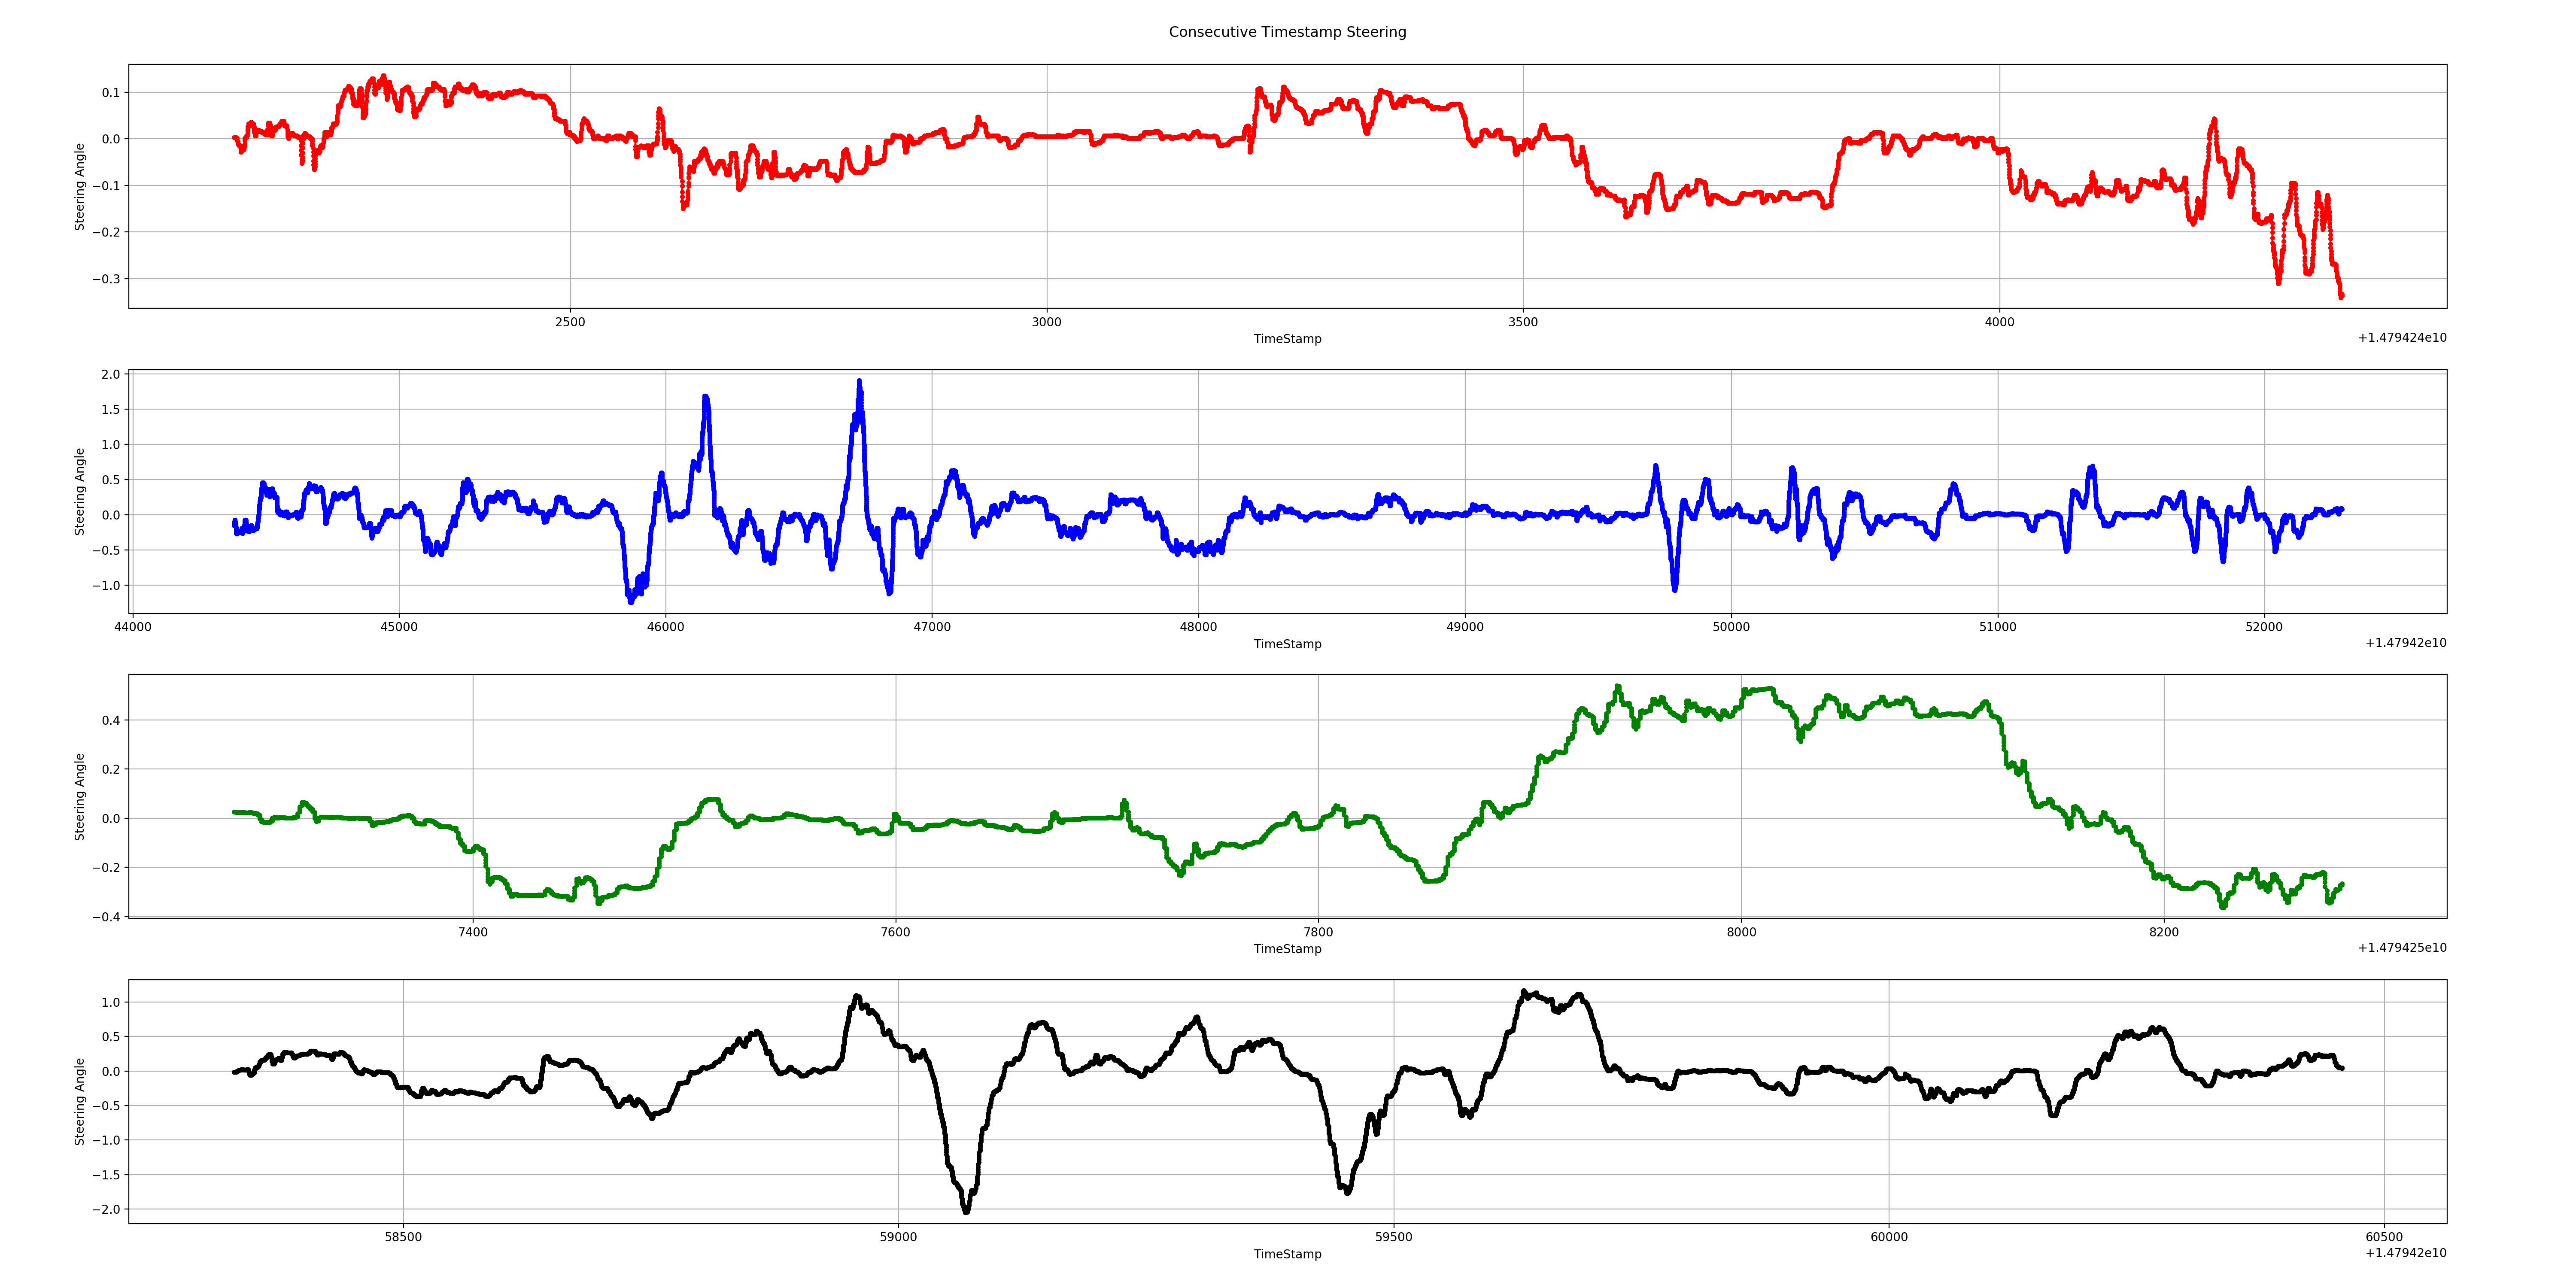 Consecutive Timestamp Steering
Steering Angle
0.1
0.0
−0.1
−0.2
−0.3
2500 3000 3500 4000
TimeStamp
+1.479424e10
Steering Angle
2.0
1.5
1.0
0.5
0.0
−0.5
−1.0
44000 45000 46000 47000 48000 49000 50000 51000 52000
TimeStamp
+1.47942e10
Steering Angle
0.4
0.2
0.0
−0.2
−0.4
7400 7600 7800 8000 8200
TimeStamp
+1.479425e10
Steering Angle
1.0
0.5
0.0
−0.5
−1.0
−1.5
−2.0
58500 59000 59500 60000 60500
TimeStamp
+1.47942e10